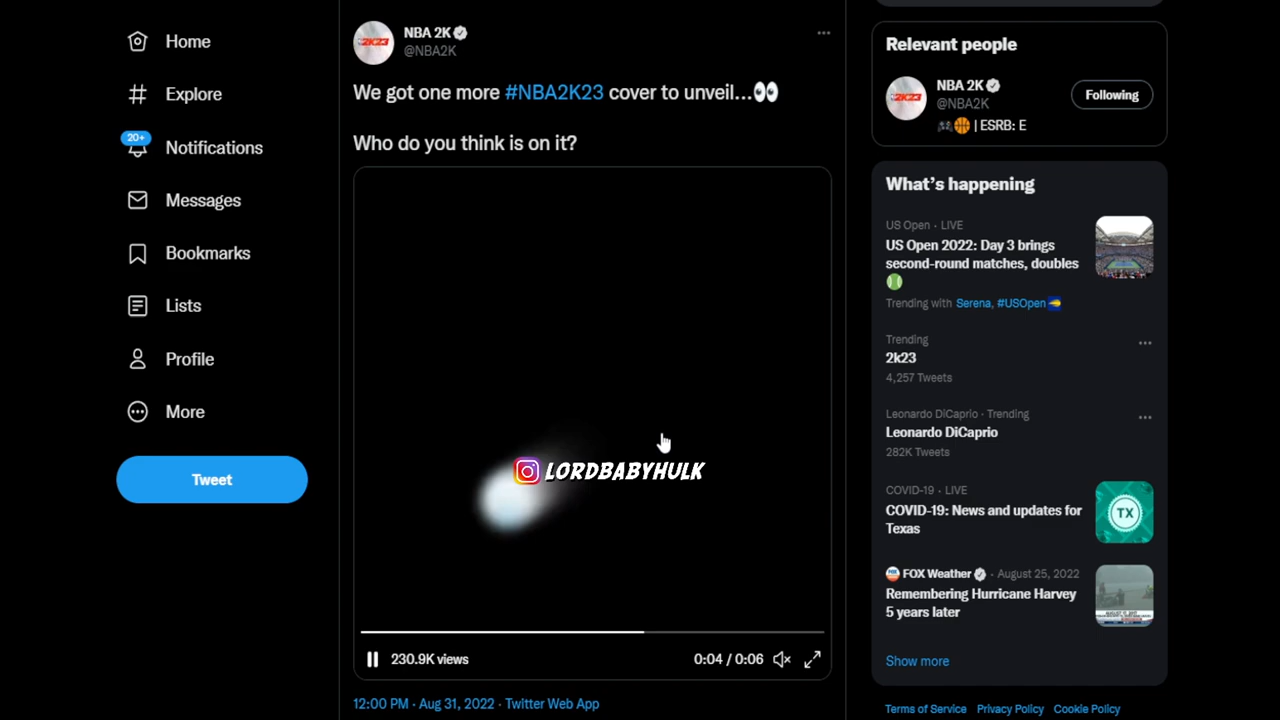 Home
Explore
20+
Notifications
Messages
Bookmarks
Lists
Profile
More
Tweet
2K23
NBA 2K
@NBA2K
We got one more #NBA2K23 cover to unveil...👀
Who do you think is on it?
LORDBABYHULK
230.9K views
0:04 / 0:06
12:00 PM · Aug 31, 2022 · Twitter Web App
Relevant people
2K23
NBA 2K
@NBA2K
Following
🎮🏀 | ESRB: E
What's happening
US Open · LIVE
US Open 2022: Day 3 brings
second-round matches, doubles
🎾
Trending with Serena, #USOpen
Trending
2k23
4,257 Tweets
Leonardo DiCaprio · Trending
Leonardo DiCaprio
282K Tweets
COVID-19 · LIVE
COVID-19: News and updates for
Texas
TX
FOX Weather · August 25, 2022
Remembering Hurricane Harvey
5 years later
Show more
Terms of Service Privacy Policy Cookie Policy